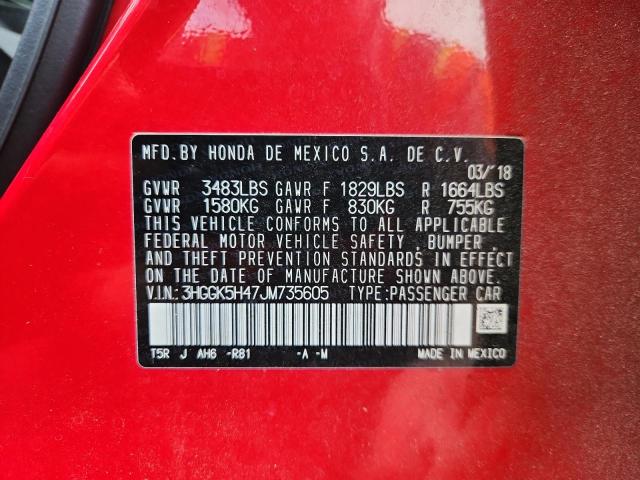 MFD. BY HONDA DE MEXICO S.A. DE C.V.
03/'18
GVWR 3483LBS GAWR F 1829LBS R 1664LBS
GVWR 1580KG GAWR F 830KG R 755KG
THIS VEHICLE CONFORMS TO ALL APPLICABLE
FEDERAL MOTOR VEHICLE SAFETY , BUMPER ,
AND THEFT PREVENTION STANDARDS IN EFFECT
ON THE DATE OF MANUFACTURE SHOWN ABOVE.
V.I.N.: 3HGGK5H47JM735605 TYPE: PASSENGER CAR
T5R J AH6 -R81 -A -M MADE IN MEXICO